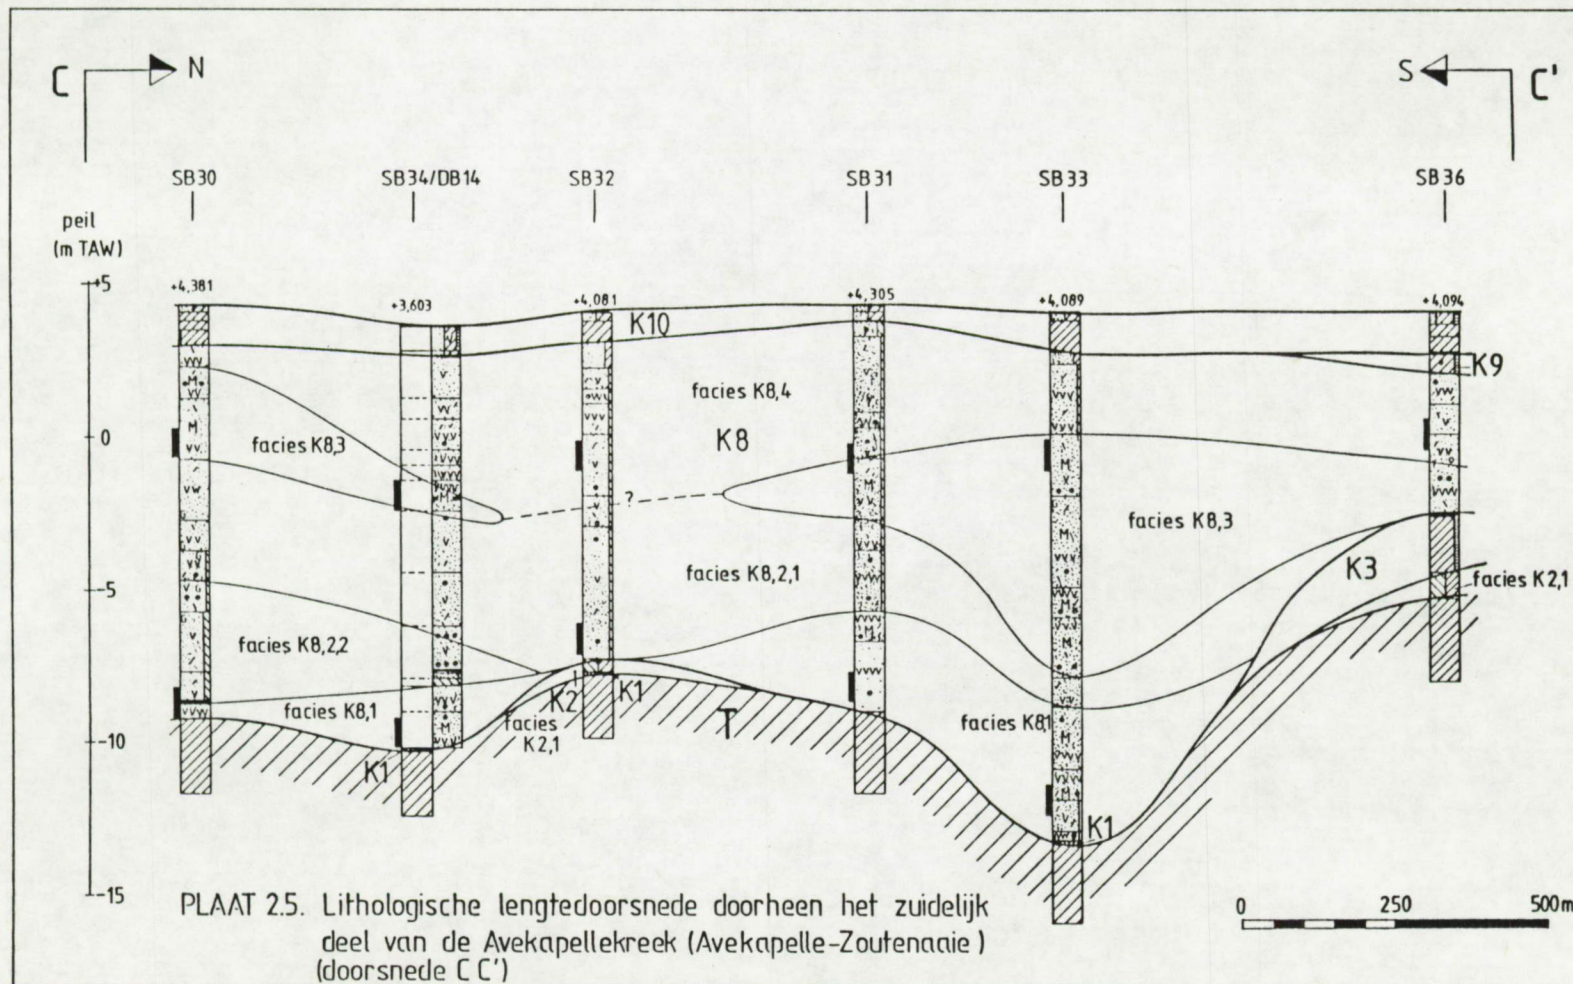 C N S C'
SB30 SB34/DB14 SB32 SB31 SB33 SB36
peil
(m TAW)
+5
+4,381 +3,603 +4,081 +4,305 +4,089 +4,094
K10
K9
facies K8,4
facies K8,3
K8
0
?
facies K8,3
facies K8,2,1
K3
-5
facies K2,1
facies K8,2,2
K2 K1
facies K8,1
facies
K2,1
T
facies K8,1
-10
K1
K1
-15
PLAAT 2.5. Lithologische lengtedoorsnede doorheen het zuidelijk
deel van de Avekapellekreek (Avekapelle-Zoutenaaie)
(doorsnede C C')
0 250 500m